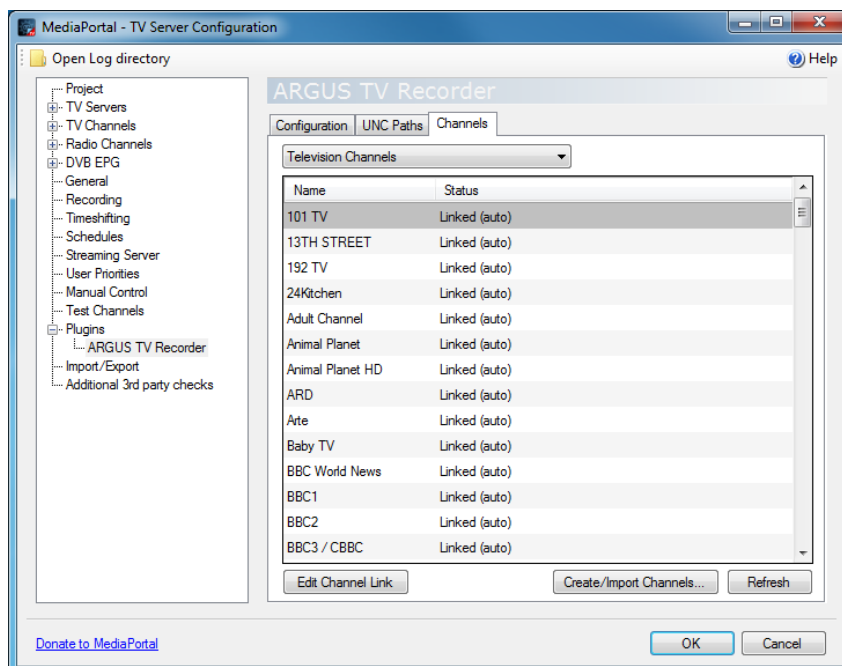 MediaPortal - TV Server Configuration
Open Log directory
Help
Project
TV Servers
TV Channels
Radio Channels
DVB EPG
General
Recording
Timeshifting
Schedules
Streaming Server
User Priorities
Manual Control
Test Channels
Plugins
ARGUS TV Recorder
Import/Export
Additional 3rd party checks
ARGUS TV Recorder
Configuration UNC Paths Channels
Television Channels
Name Status
101 TV Linked (auto)
13TH STREET Linked (auto)
192 TV Linked (auto)
24Kitchen Linked (auto)
Adult Channel Linked (auto)
Animal Planet Linked (auto)
Animal Planet HD Linked (auto)
ARD Linked (auto)
Arte Linked (auto)
Baby TV Linked (auto)
BBC World News Linked (auto)
BBC1 Linked (auto)
BBC2 Linked (auto)
BBC3 / CBBC Linked (auto)
Edit Channel Link Create/Import Channels... Refresh
Donate to MediaPortal
OK Cancel